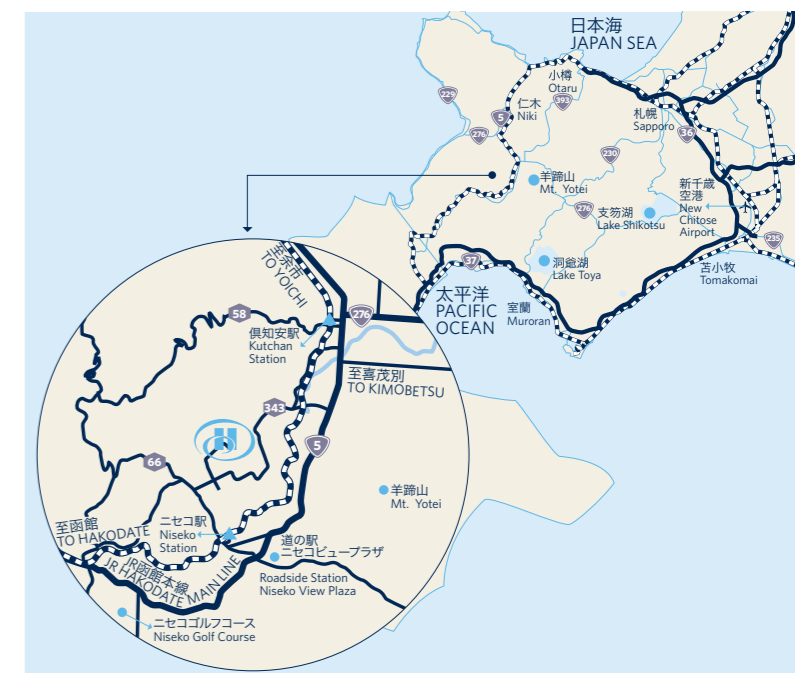 日本海
JAPAN SEA
小樽
Otaru
229
393
仁木
Niki
5
276
札幌
Sapporo
36
230
羊蹄山
Mt. Yotei
新千歳
空港
New
Chitose
Airport
276
支笏湖
Lake Shikotsu
235
37
洞爺湖
Lake Toya
苫小牧
Tomakomai
太平洋
PACIFIC
OCEAN
室蘭
Muroran
至余市
TO YOICHI
58
276
倶知安駅
Kutchan
Station
至喜茂別
TO KIMOBETSU
343
5
66
羊蹄山
Mt. Yotei
至函館
TO HAKODATE
ニセコ駅
Niseko
Station
道の駅
ニセコビュープラザ
Roadside Station
Niseko View Plaza
JR函館本線
JR HAKODATE MAIN LINE
ニセコゴルフコース
Niseko Golf Course